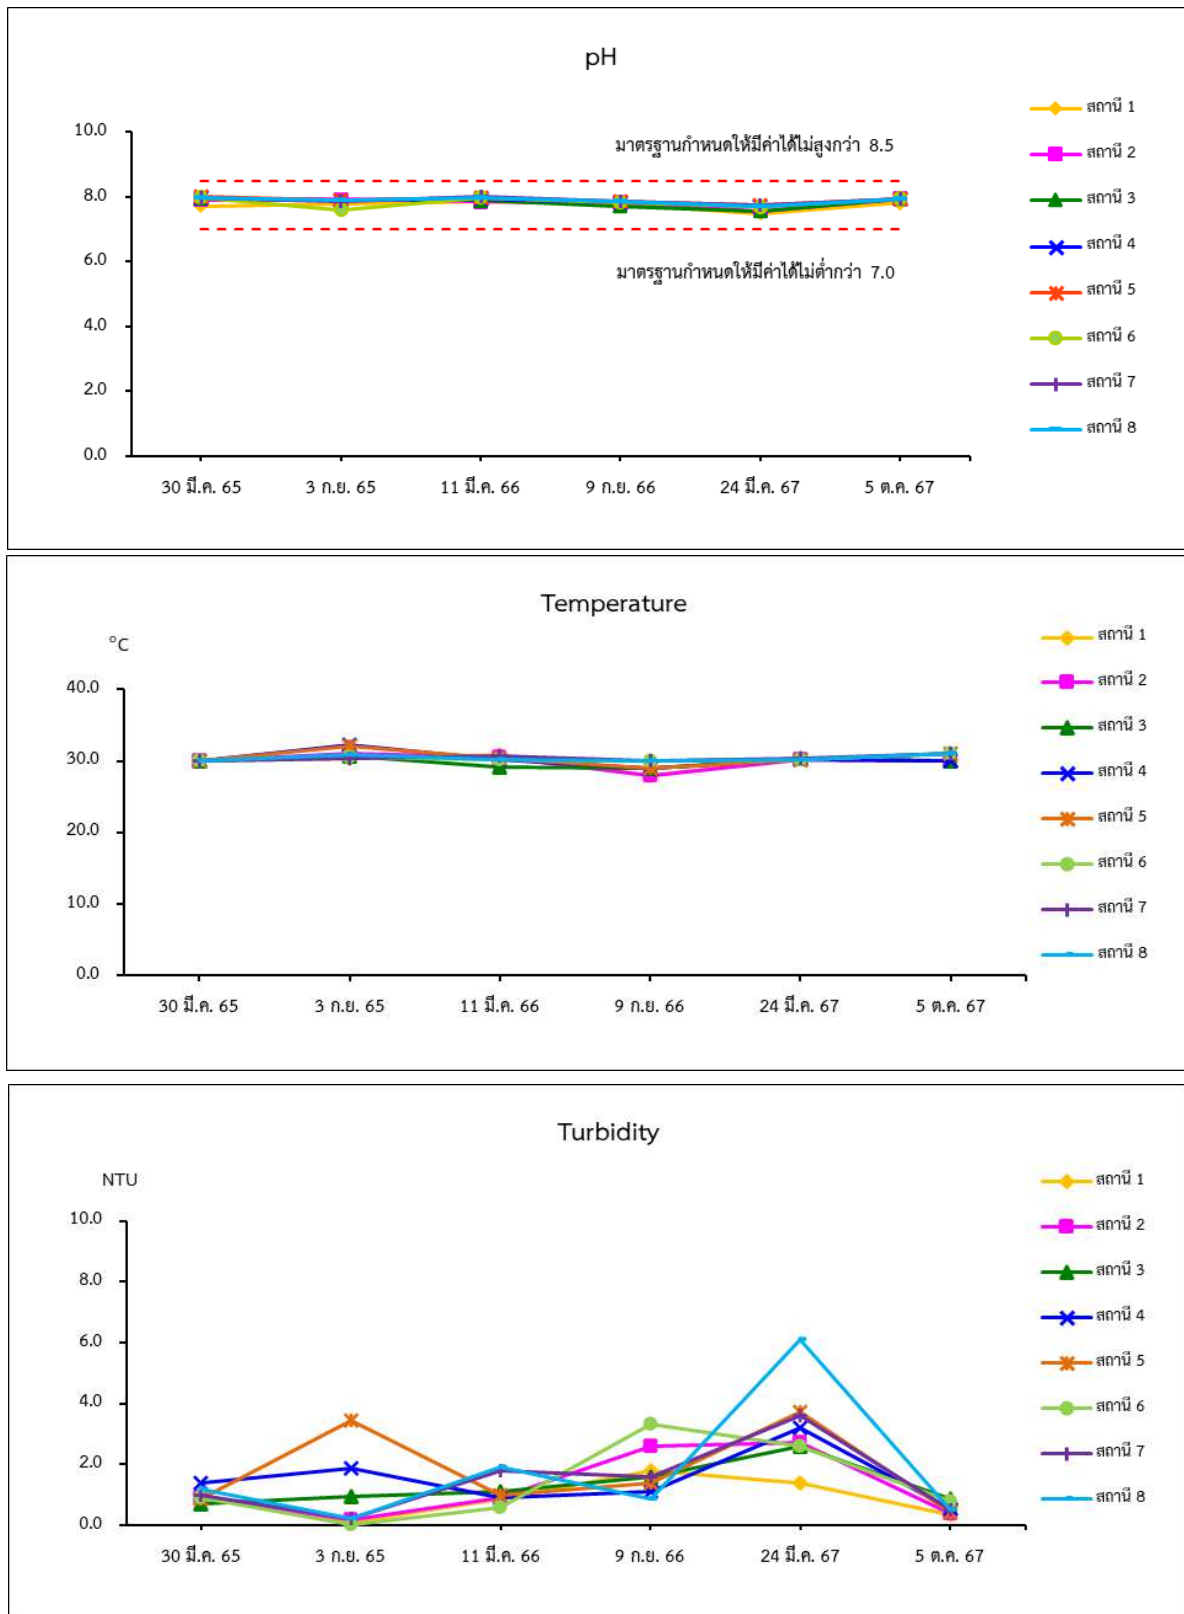 pH
10.0
8.0
6.0
4.0
2.0
0.0
มาตรฐานกำหนดให้มีค่าได้ไม่สูงกว่า 8.5
มาตรฐานกำหนดให้มีค่าได้ไม่ต่ำกว่า 7.0
30 มี.ค. 65 3 ก.ย. 65 11 มี.ค. 66 9 ก.ย. 66 24 มี.ค. 67 5 ต.ค. 67
สถานี 1
สถานี 2
สถานี 3
สถานี 4
สถานี 5
สถานี 6
สถานี 7
สถานี 8
Temperature
°C
40.0
30.0
20.0
10.0
0.0
30 มี.ค. 65 3 ก.ย. 65 11 มี.ค. 66 9 ก.ย. 66 24 มี.ค. 67 5 ต.ค. 67
สถานี 1
สถานี 2
สถานี 3
สถานี 4
สถานี 5
สถานี 6
สถานี 7
สถานี 8
Turbidity
NTU
10.0
8.0
6.0
4.0
2.0
0.0
30 มี.ค. 65 3 ก.ย. 65 11 มี.ค. 66 9 ก.ย. 66 24 มี.ค. 67 5 ต.ค. 67
สถานี 1
สถานี 2
สถานี 3
สถานี 4
สถานี 5
สถานี 6
สถานี 7
สถานี 8